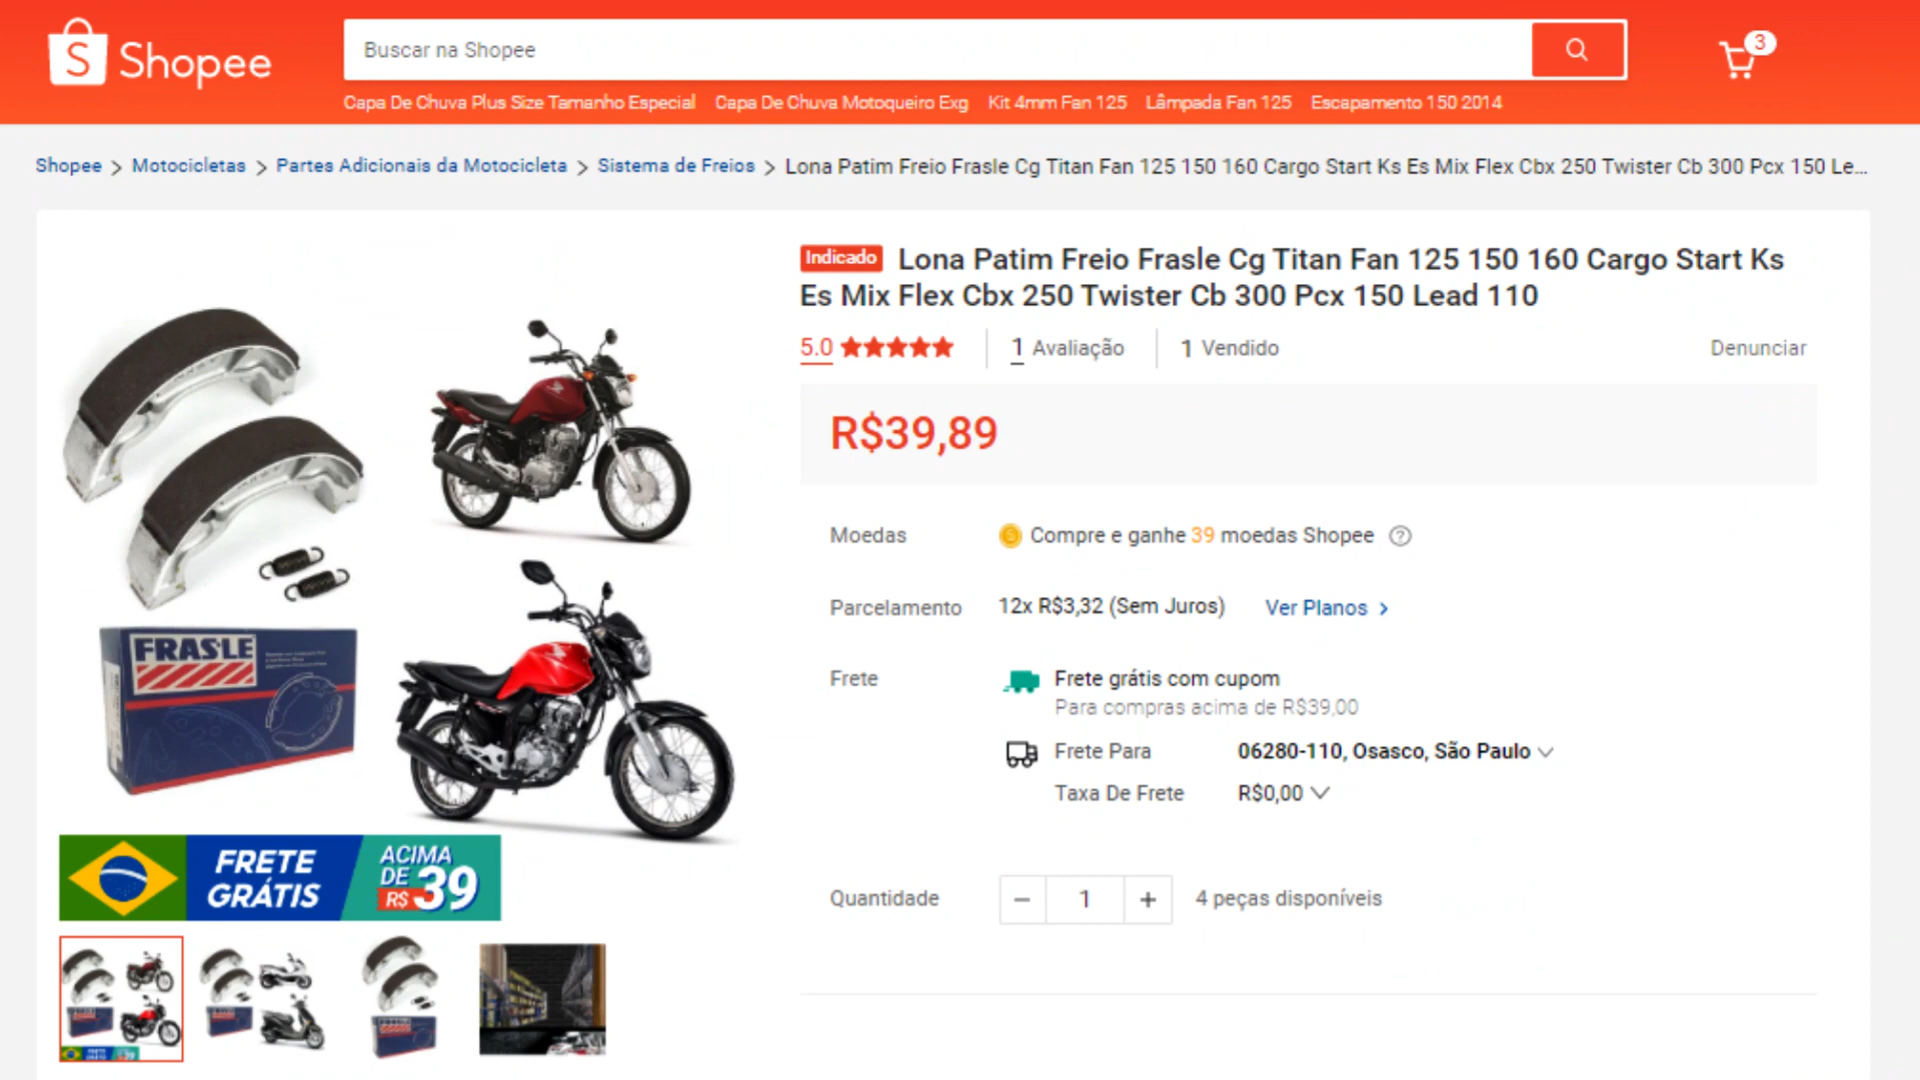 Shopee
Buscar na Shopee
3
Capa De Chuva Plus Size Tamanho Especial Capa De Chuva Motoqueiro Exg Kit 4mm Fan 125 Lâmpada Fan 125 Escapamento 150 2014
Shopee > Motocicletas > Partes Adicionais da Motocicleta > Sistema de Freios > Lona Patim Freio Frasle Cg Titan Fan 125 150 160 Cargo Start Ks Es Mix Flex Cbx 250 Twister Cb 300 Pcx 150 Le...
Indicado Lona Patim Freio Frasle Cg Titan Fan 125 150 160 Cargo Start Ks
Es Mix Flex Cbx 250 Twister Cb 300 Pcx 150 Lead 110
5.0 1 Avaliação 1 Vendido Denunciar
R$39,89
Moedas Compre e ganhe 39 moedas Shopee
Parcelamento 12x R$3,32 (Sem Juros) Ver Planos >
Frete Frete grátis com cupom
Para compras acima de R$39,00
Frete Para 06280-110, Osasco, São Paulo
Taxa De Frete R$0,00
Quantidade − 1 + 4 peças disponíveis
FRAS-LE
FRETE
GRÁTIS
ACIMA
DE
R$ 39